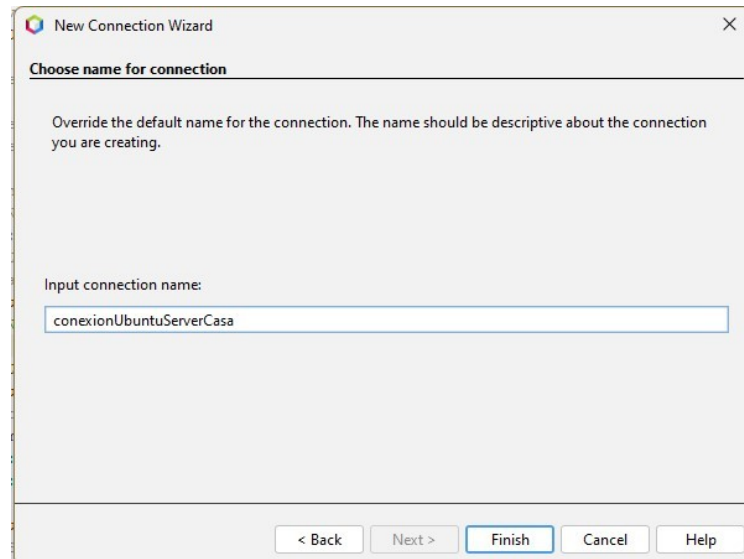 New Connection Wizard
Choose name for connection
Override the default name for the connection. The name should be descriptive about the connection
you are creating.
Input connection name:
conexionUbuntuServerCasa
< Back Next > Finish Cancel Help